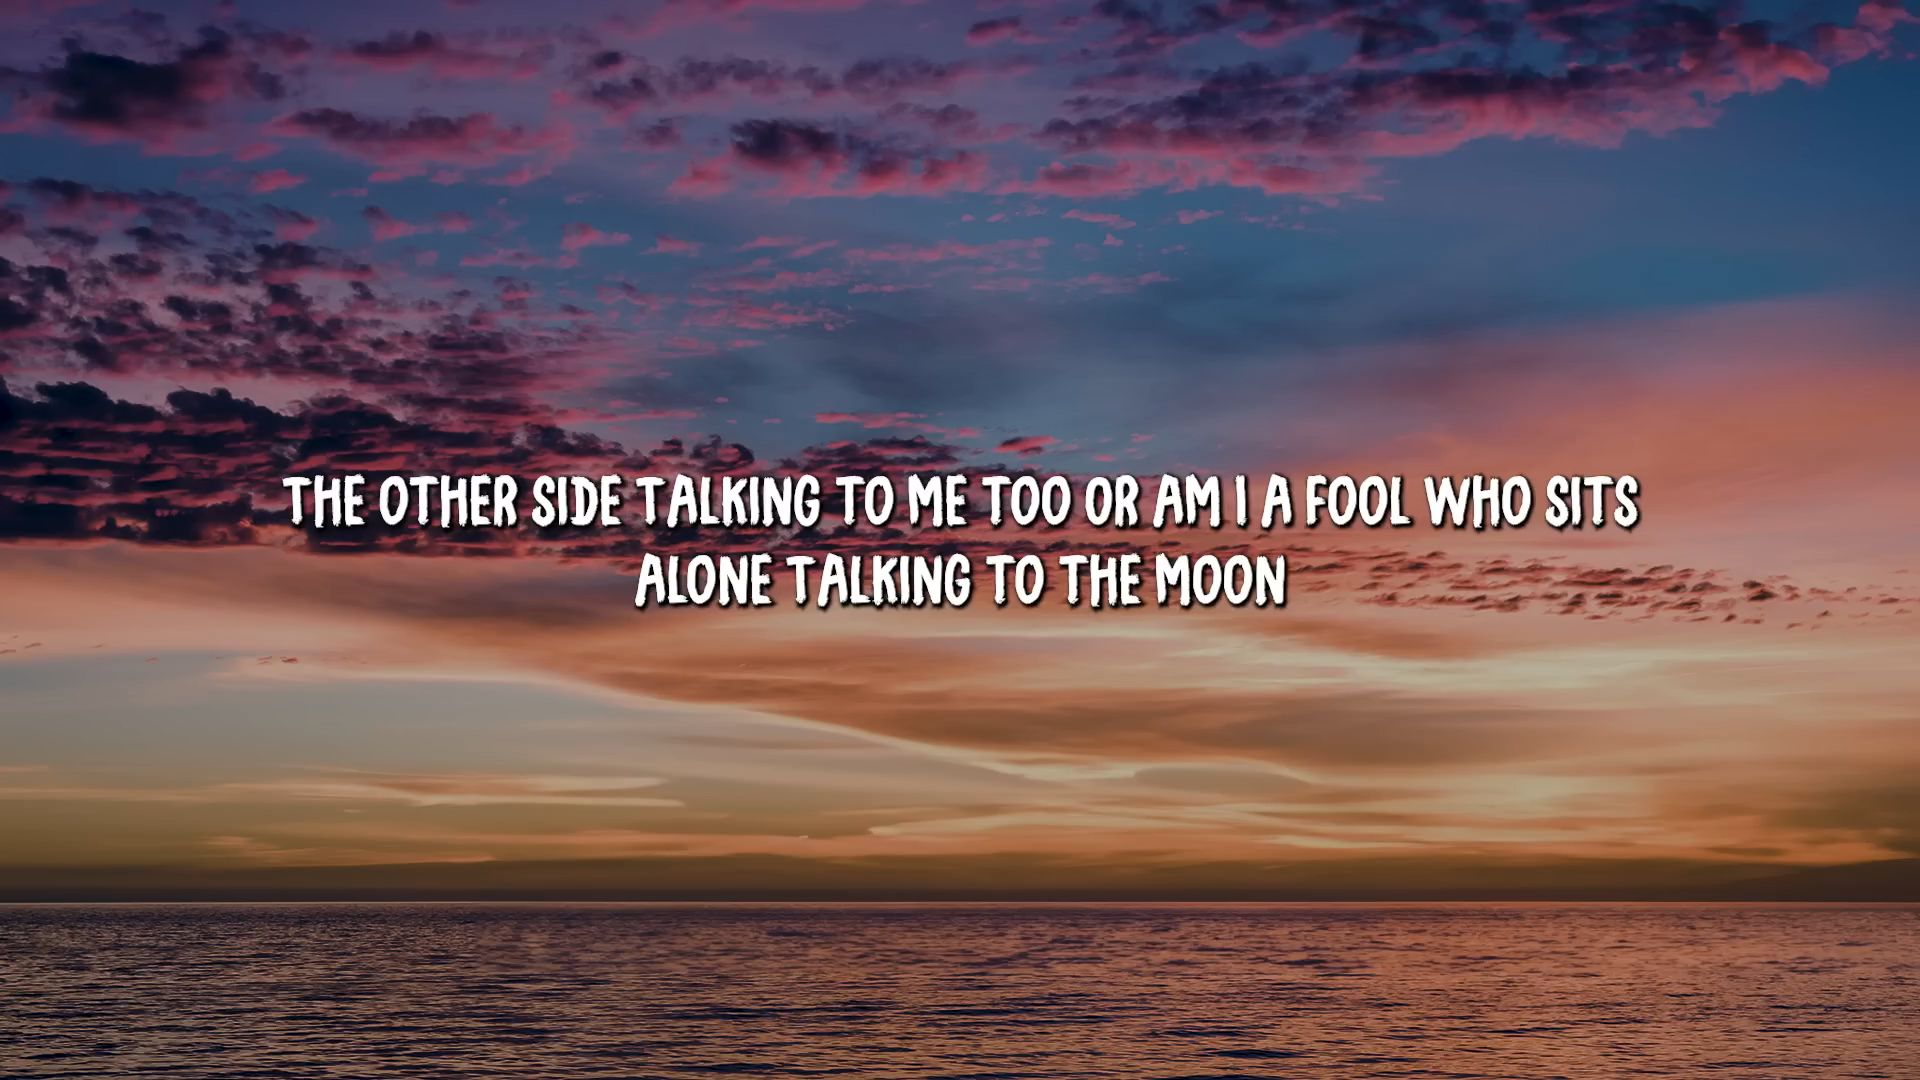 THE OTHER SIDE TALKING TO ME TOO OR AM I A FOOL WHO SITS
ALONE TALKING TO THE MOON